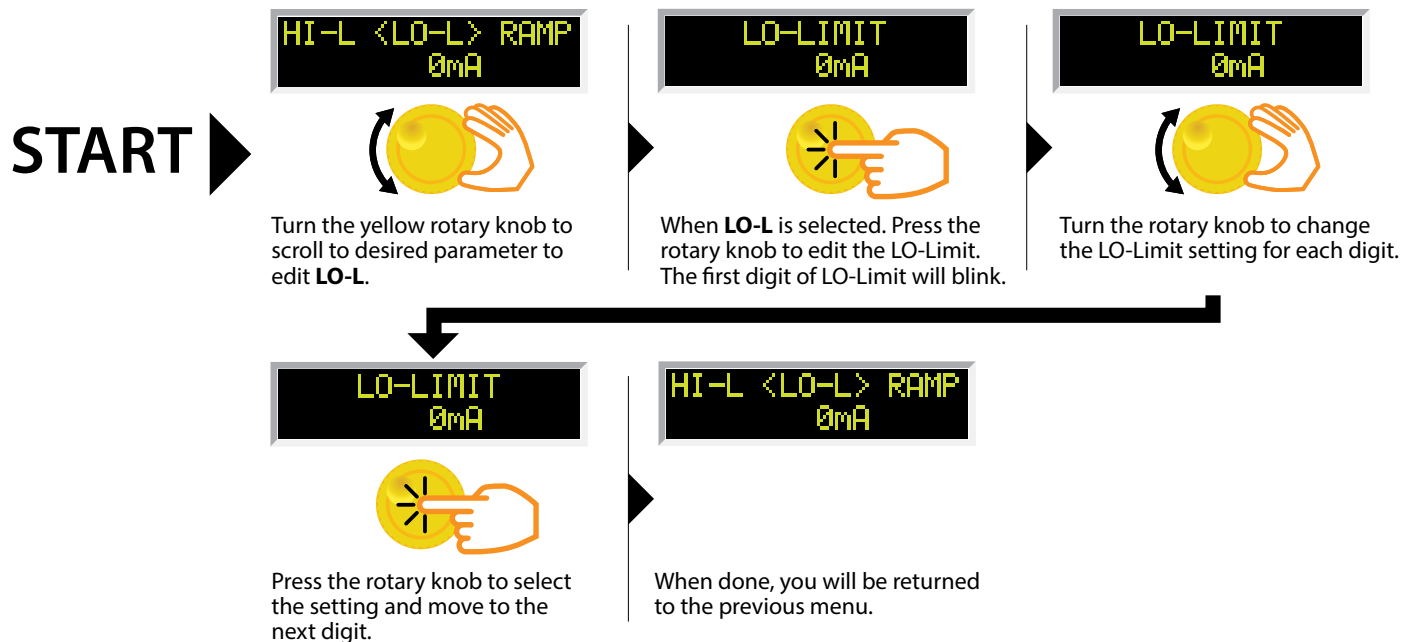 START
HI-L <LO-L> RAMP
0mA
Turn the yellow rotary knob to
scroll to desired parameter to
edit LO-L.
LO-LIMIT
0mA
When LO-L is selected. Press the
rotary knob to edit the LO-Limit.
The first digit of LO-Limit will blink.
LO-LIMIT
0mA
Turn the rotary knob to change
the LO-Limit setting for each digit.
LO-LIMIT
0mA
Press the rotary knob to select
the setting and move to the
next digit.
HI-L <LO-L> RAMP
0mA
When done, you will be returned
to the previous menu.